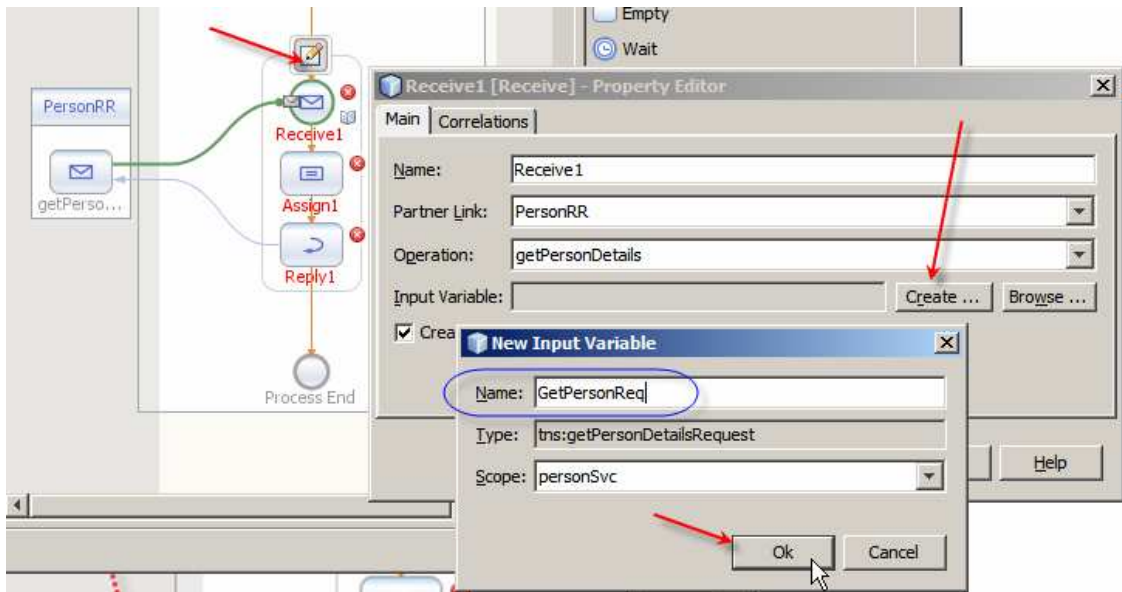 Empty
Wait
PersonRR
getPerso...
Receive1
Assign1
Reply1
Process End
Receive1 [Receive] - Property Editor
Main
Correlations
Name: Receive1
Partner Link: PersonRR
Operation: getPersonDetails
Input Variable:
Create ...
Browse ...
Crea
Help
New Input Variable
Name: GetPersonReq
Type: tns:getPersonDetailsRequest
Scope: personSvc
Ok
Cancel